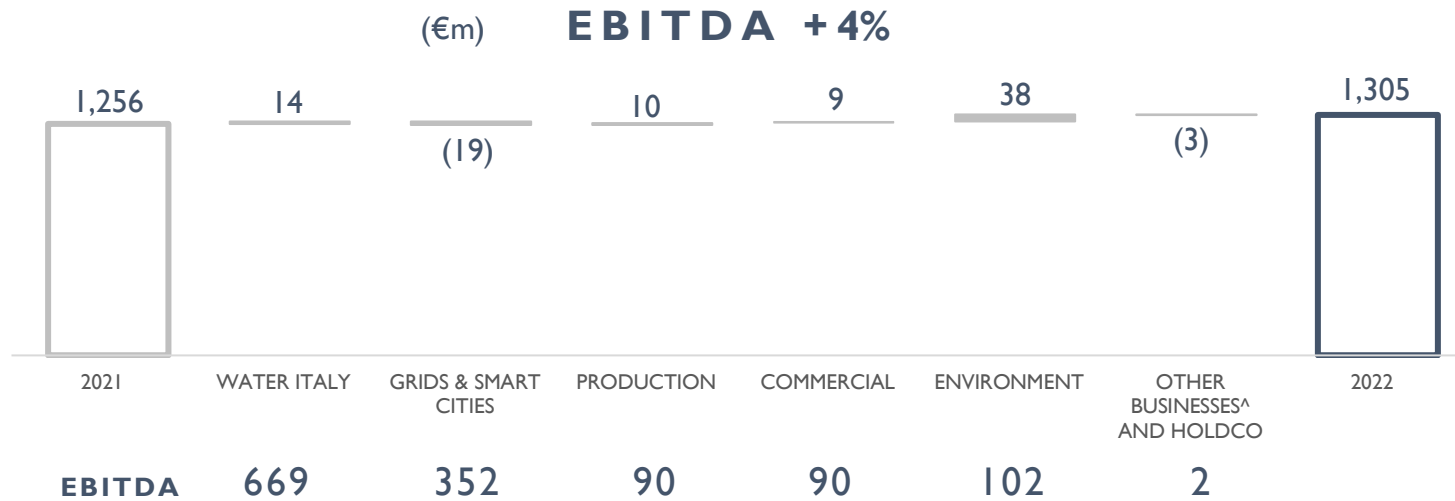 (€m) EBITDA +4%
1,256 14 10 9 38 1,305
(19) (3)
2021 WATER ITALY GRIDS & SMART PRODUCTION COMMERCIAL ENVIRONMENT OTHER 2022
CITIES BUSINESSES^
AND HOLDCO
EBITDA 669 352 90 90 102 2